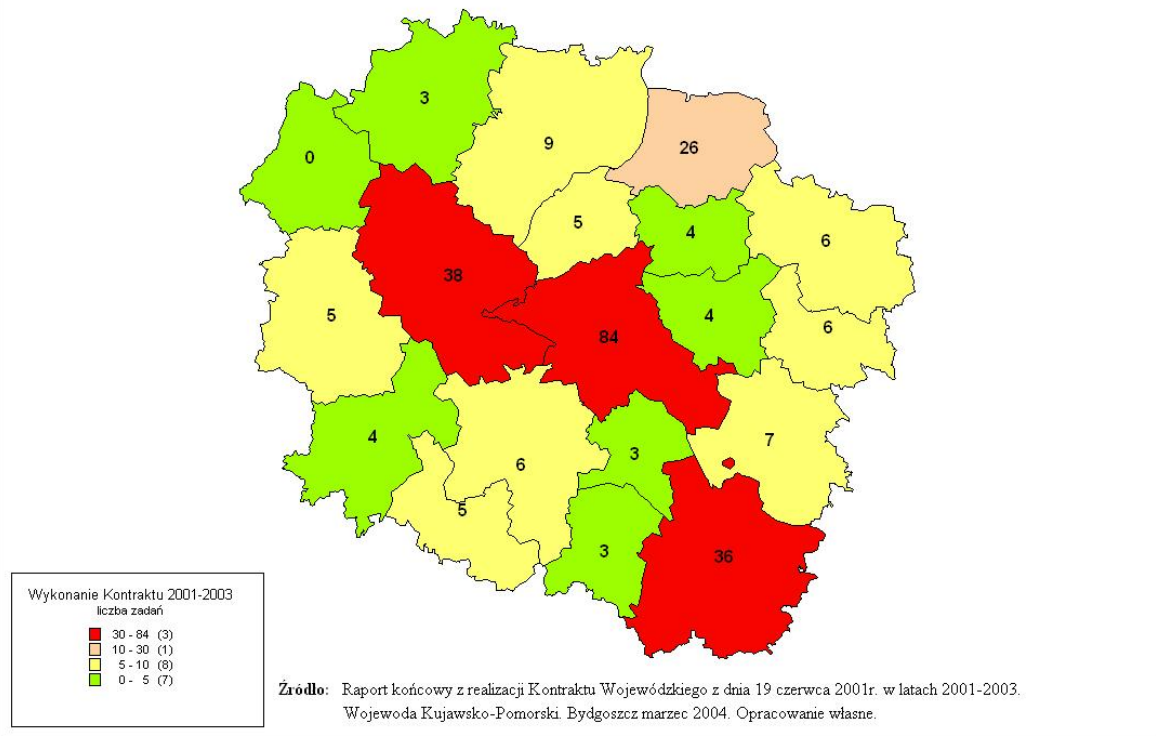 3
0
9
26
5
4
6
38
5
4
6
84
4
7
3
6
5
3
36
Wykonanie Kontraktu 2001-2003
liczba zadań
30 - 84 (3)
10 - 30 (1)
5 - 10 (8)
0 - 5 (7)
Źródło: Raport końcowy z realizacji Kontraktu Wojewódzkiego z dnia 19 czerwca 2001r. w latach 2001-2003.
Wojewoda Kujawsko-Pomorski. Bydgoszcz marzec 2004. Opracowanie własne.